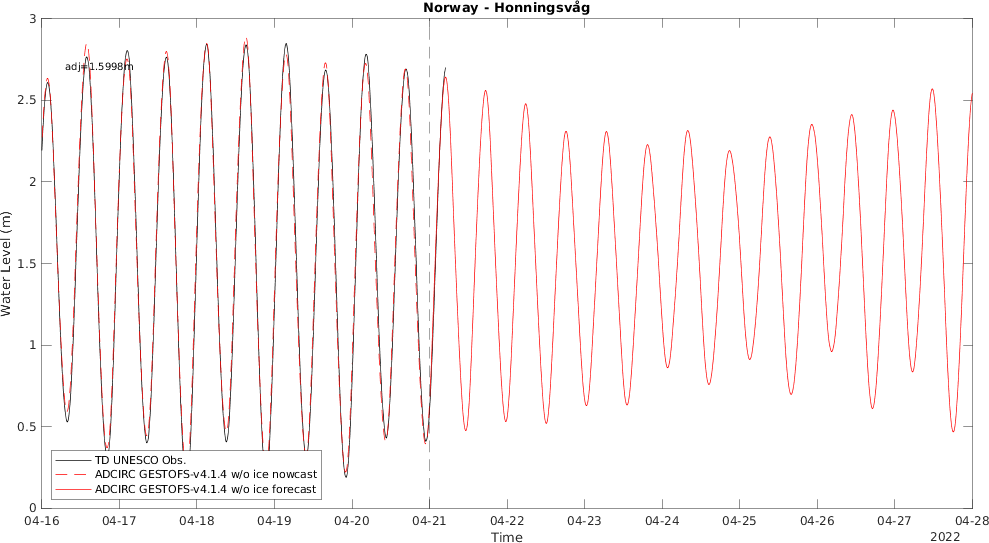 Norway - Honningsvåg
3
adj=1.5998m
2.5
2
Water Level (m)
1.5
1
0.5
TD UNESCO Obs.
ADCIRC GESTOFS-v4.1.4 w/o ice nowcast
ADCIRC GESTOFS-v4.1.4 w/o ice forecast
0
04-16 04-17 04-18 04-19 04-20 04-21 04-22 04-23 04-24 04-25 04-26 04-27 04-28
Time
2022